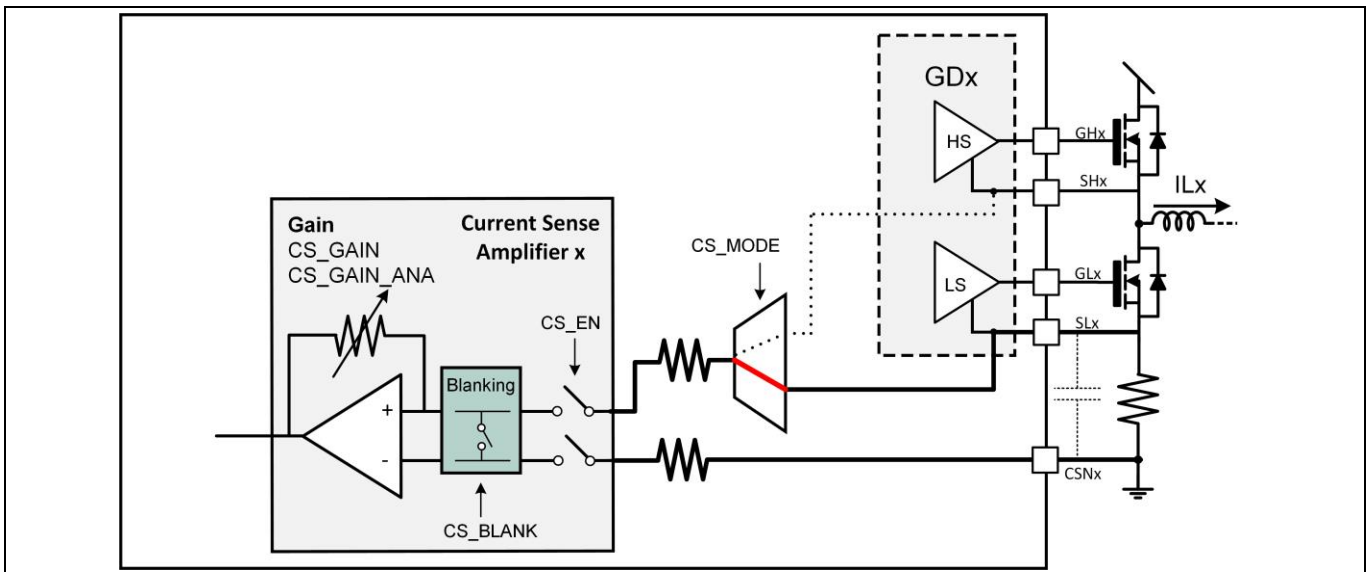 GDx
HS
GHx
SHx
ILx
Gain
CS_GAIN
CS_GAIN_ANA
Current Sense
Amplifier x
CS_MODE
LS
GLx
SLx
CS_EN
Blanking
+
-
CS_BLANK
CSNx